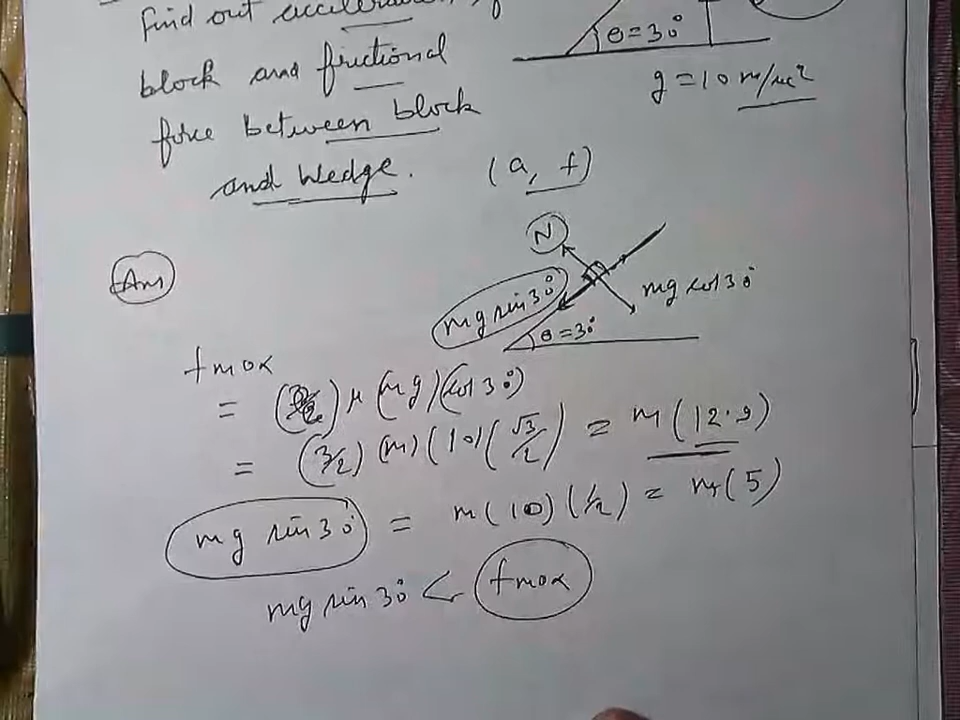 find out acceleration of
θ = 30°
block and frictional
g = 10 m/sec²
force between block
and wedge. (a, f)
N
Ans
mg sin 30°
mg cos 30°
θ = 30°
f max
= μ (mg)(cos 30°)
= (3/2) (m) (10) (√3/2) = m (12.9)
mg sin 30° = m (10) (1/2) = m (5)
mg sin 30° < f max